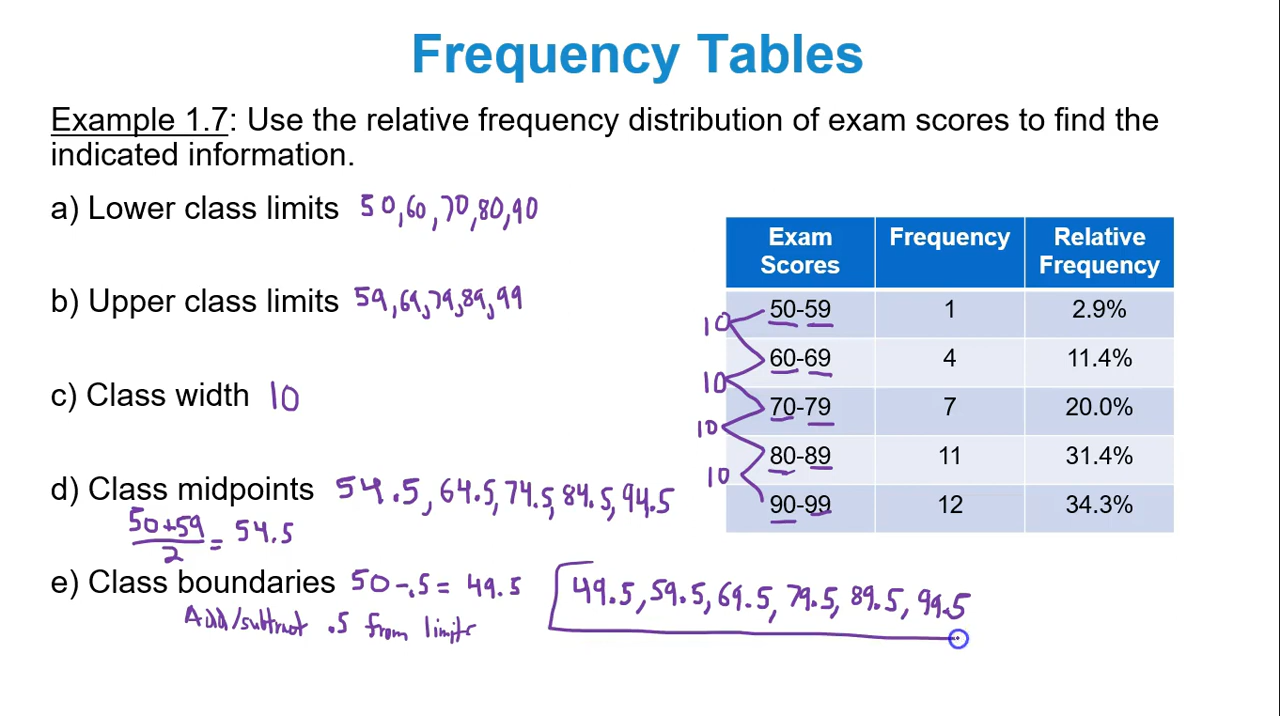 Frequency Tables
Example 1.7: Use the relative frequency distribution of exam scores to find the
indicated information.
a) Lower class limits 50, 60, 70, 80, 90
b) Upper class limits 59, 69, 79, 89, 99
c) Class width 10
d) Class midpoints 54.5, 64.5, 74.5, 84.5, 94.5
50+59
2
= 54.5
e) Class boundaries 50-.5 = 49.5
Add/subtract .5 from limits
49.5, 59.5, 69.5, 79.5, 89.5, 99.5
Exam Scores Frequency Relative Frequency
50-59 1 2.9%
60-69 4 11.4%
70-79 7 20.0%
80-89 11 31.4%
90-99 12 34.3%
10
10
10
10